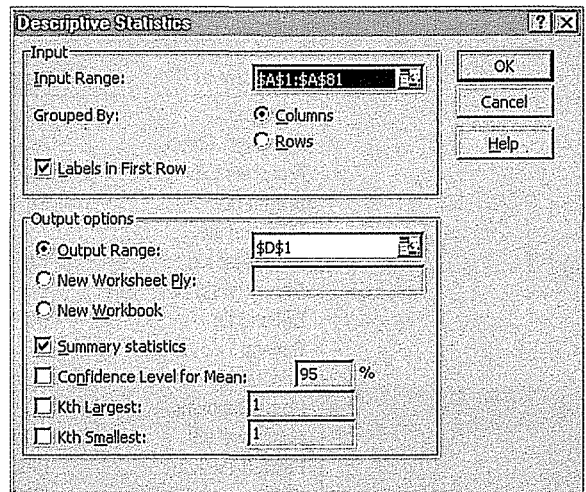 Descriptive Statistics
Input
Input Range: $A$1:$A$81
Grouped By: Columns
Rows
Labels in First Row
OK
Cancel
Help
Output options
Output Range: $D$1
New Worksheet Ply:
New Workbook
Summary statistics
Confidence Level for Mean: 95 %
Kth Largest: 1
Kth Smallest: 1